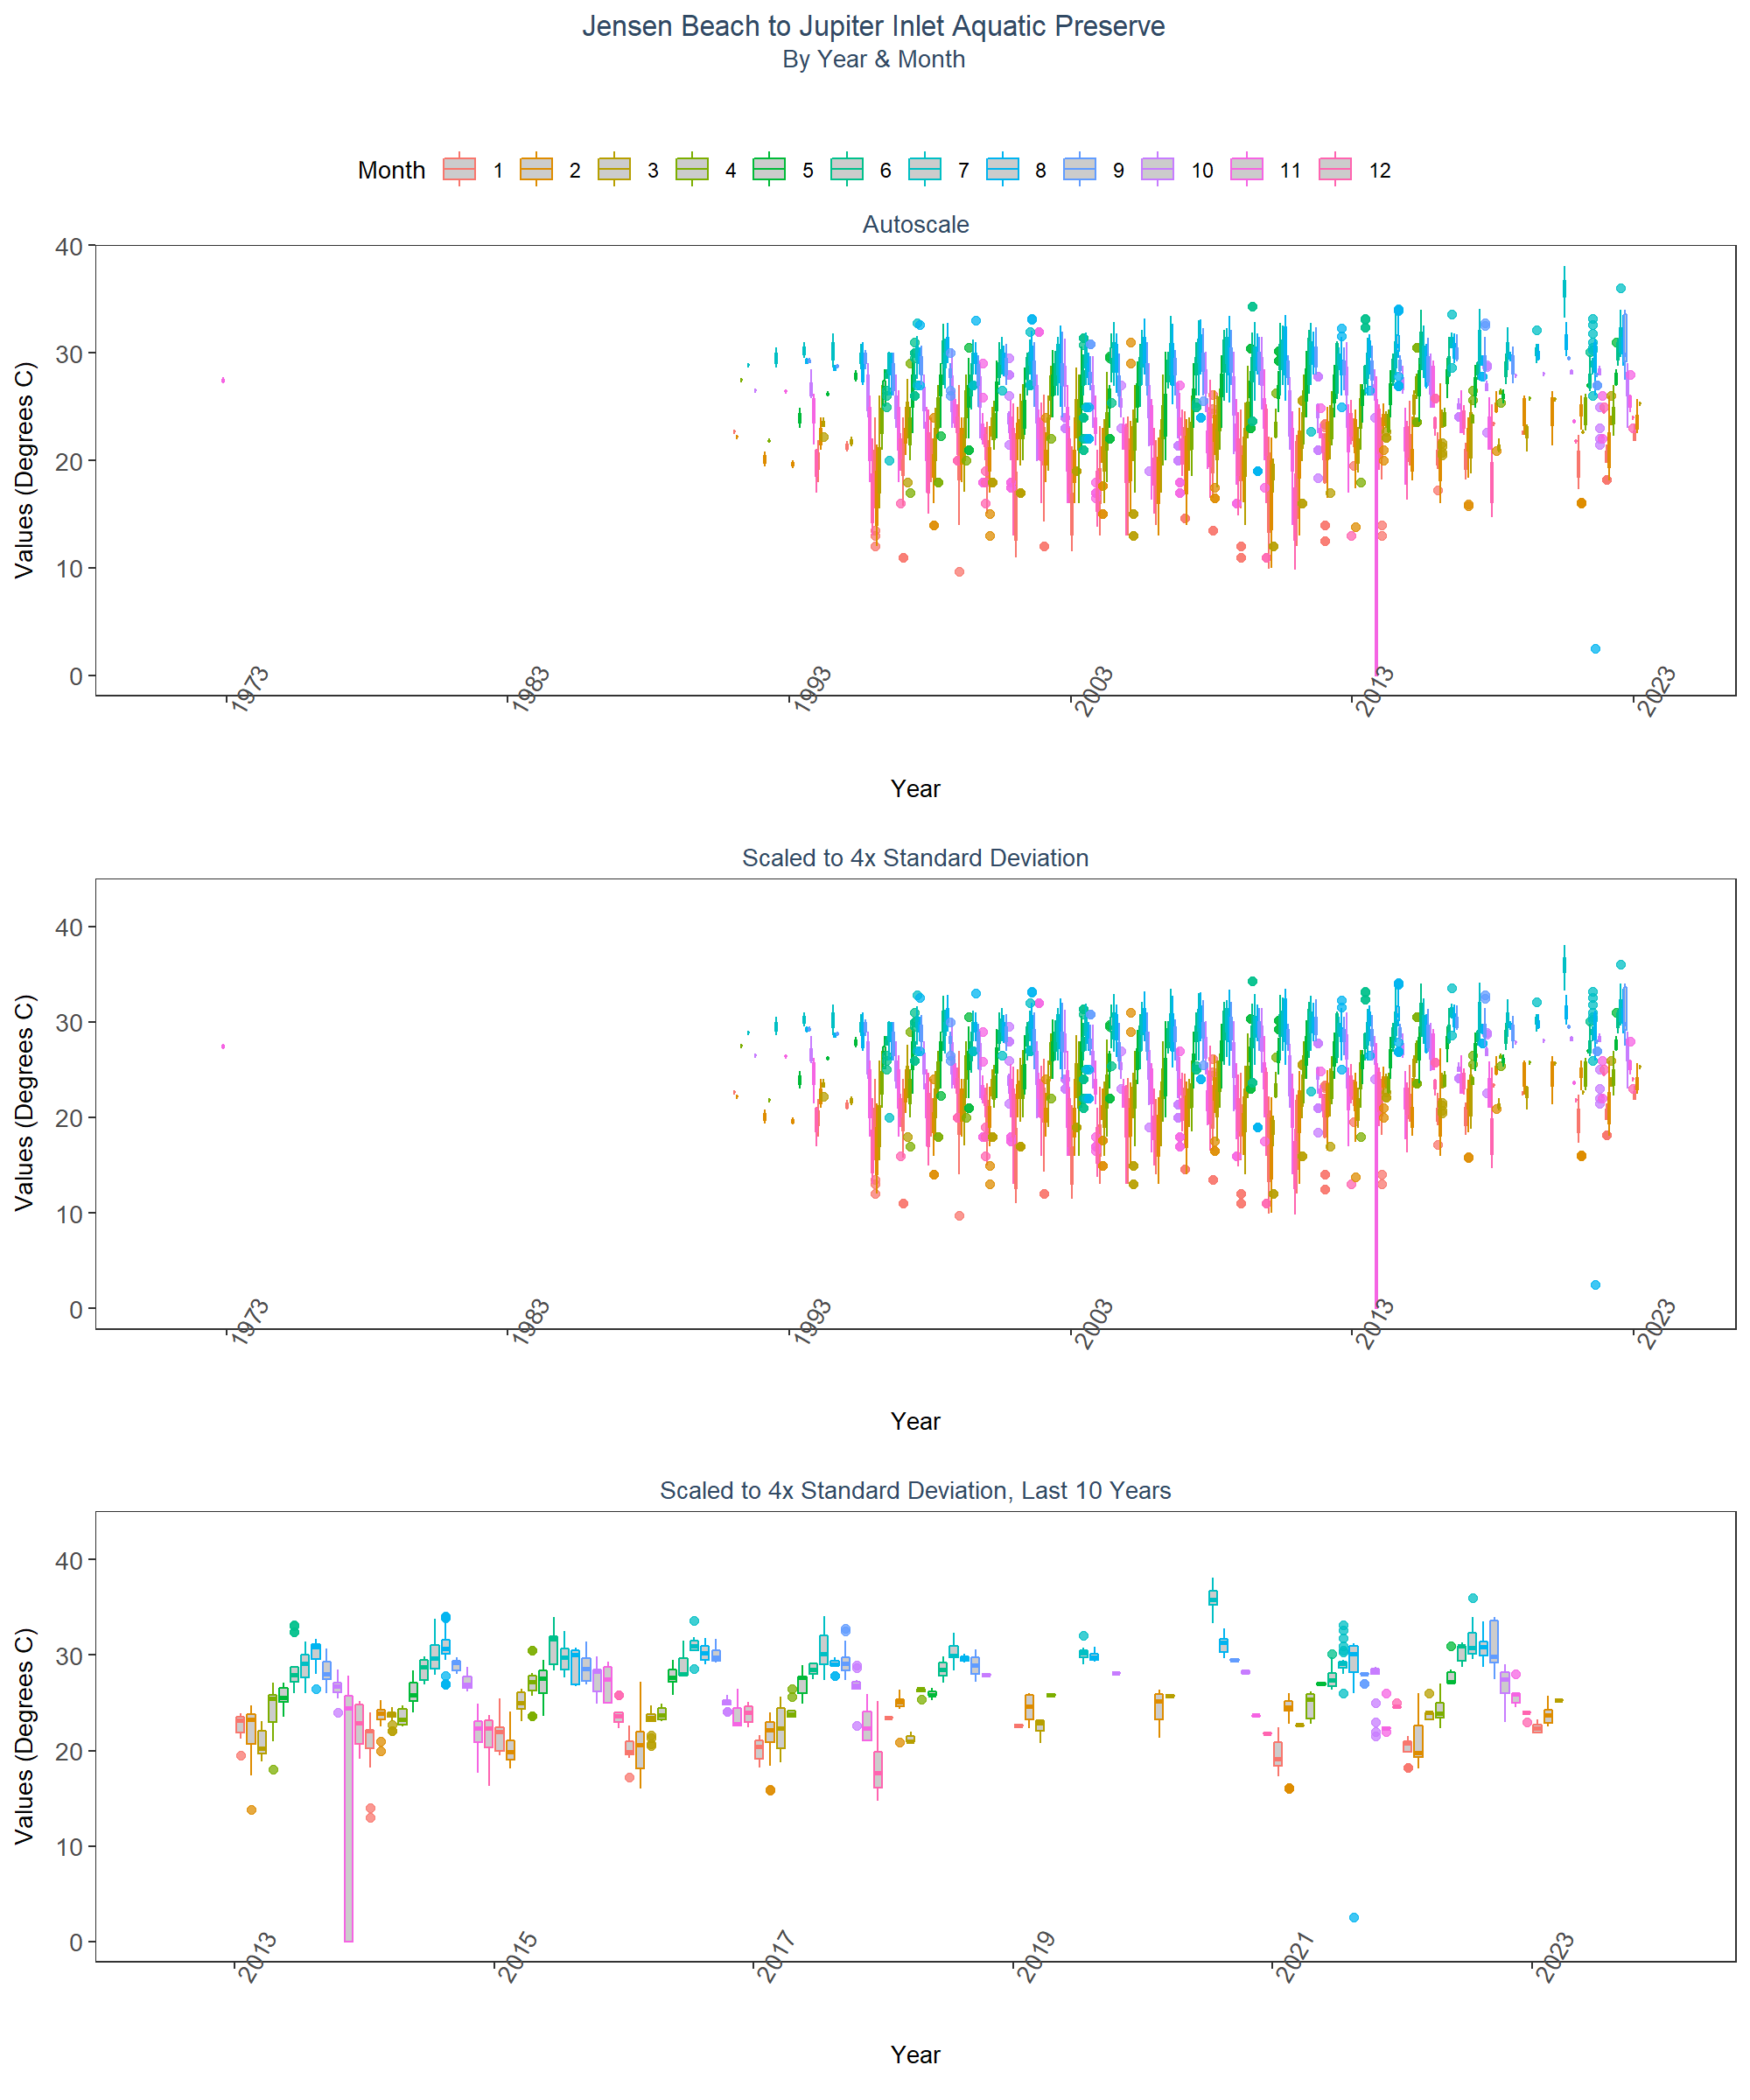 Jensen Beach to Jupiter Inlet Aquatic Preserve
By Year & Month
Month 1 2 3 4 5 6 7 8 9 10 11 12
Autoscale
Values (Degrees C)
40
30
20
10
0
1973 1983 1993 2003 2013 2023
Year
Scaled to 4x Standard Deviation
Values (Degrees C)
40
30
20
10
0
1973 1983 1993 2003 2013 2023
Year
Scaled to 4x Standard Deviation, Last 10 Years
Values (Degrees C)
40
30
20
10
0
2013 2015 2017 2019 2021 2023
Year